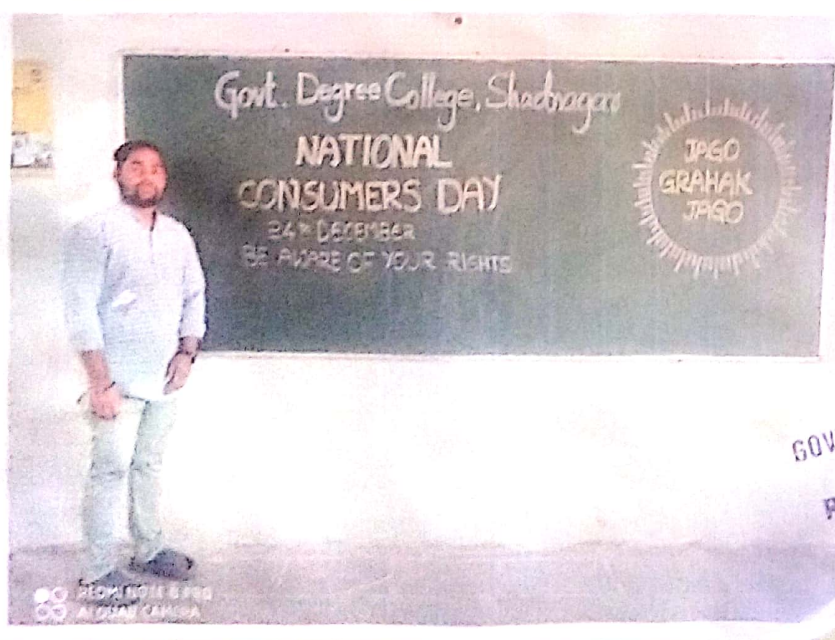 Govt. Degree College, Shadnagar
NATIONAL
CONSUMERS DAY
24th DECEMBER
BE AWARE OF YOUR RIGHTS
JAGO
GRAHAK
JAGO
GOV
REDMI NOTE 8 PRO
AI QUAD CAMERA